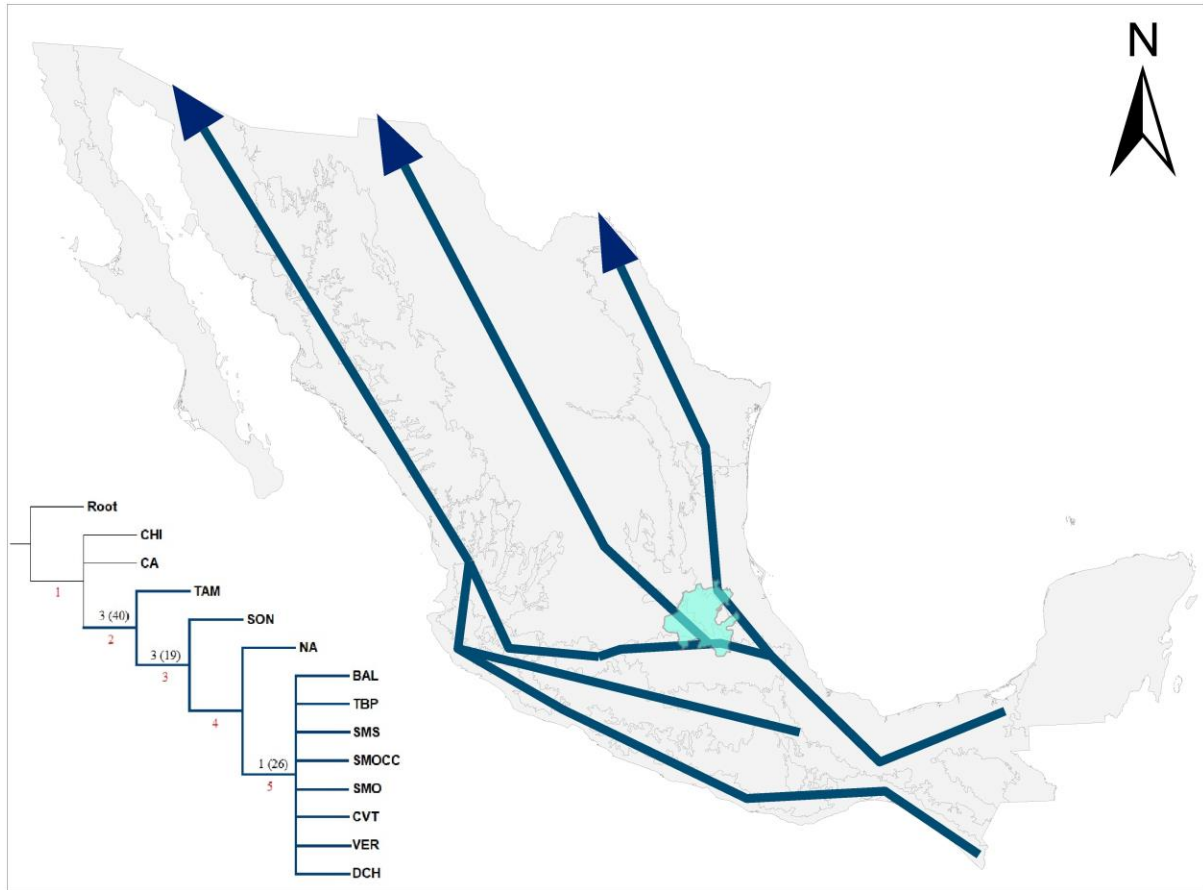 N
Root
CHI
CA
1
TAM
3 (40)
2
SON
3 (19)
3
NA
4
BAL
TBP
SMS
SMOCC
1 (26)
5
SMO
CVT
VER
DCH